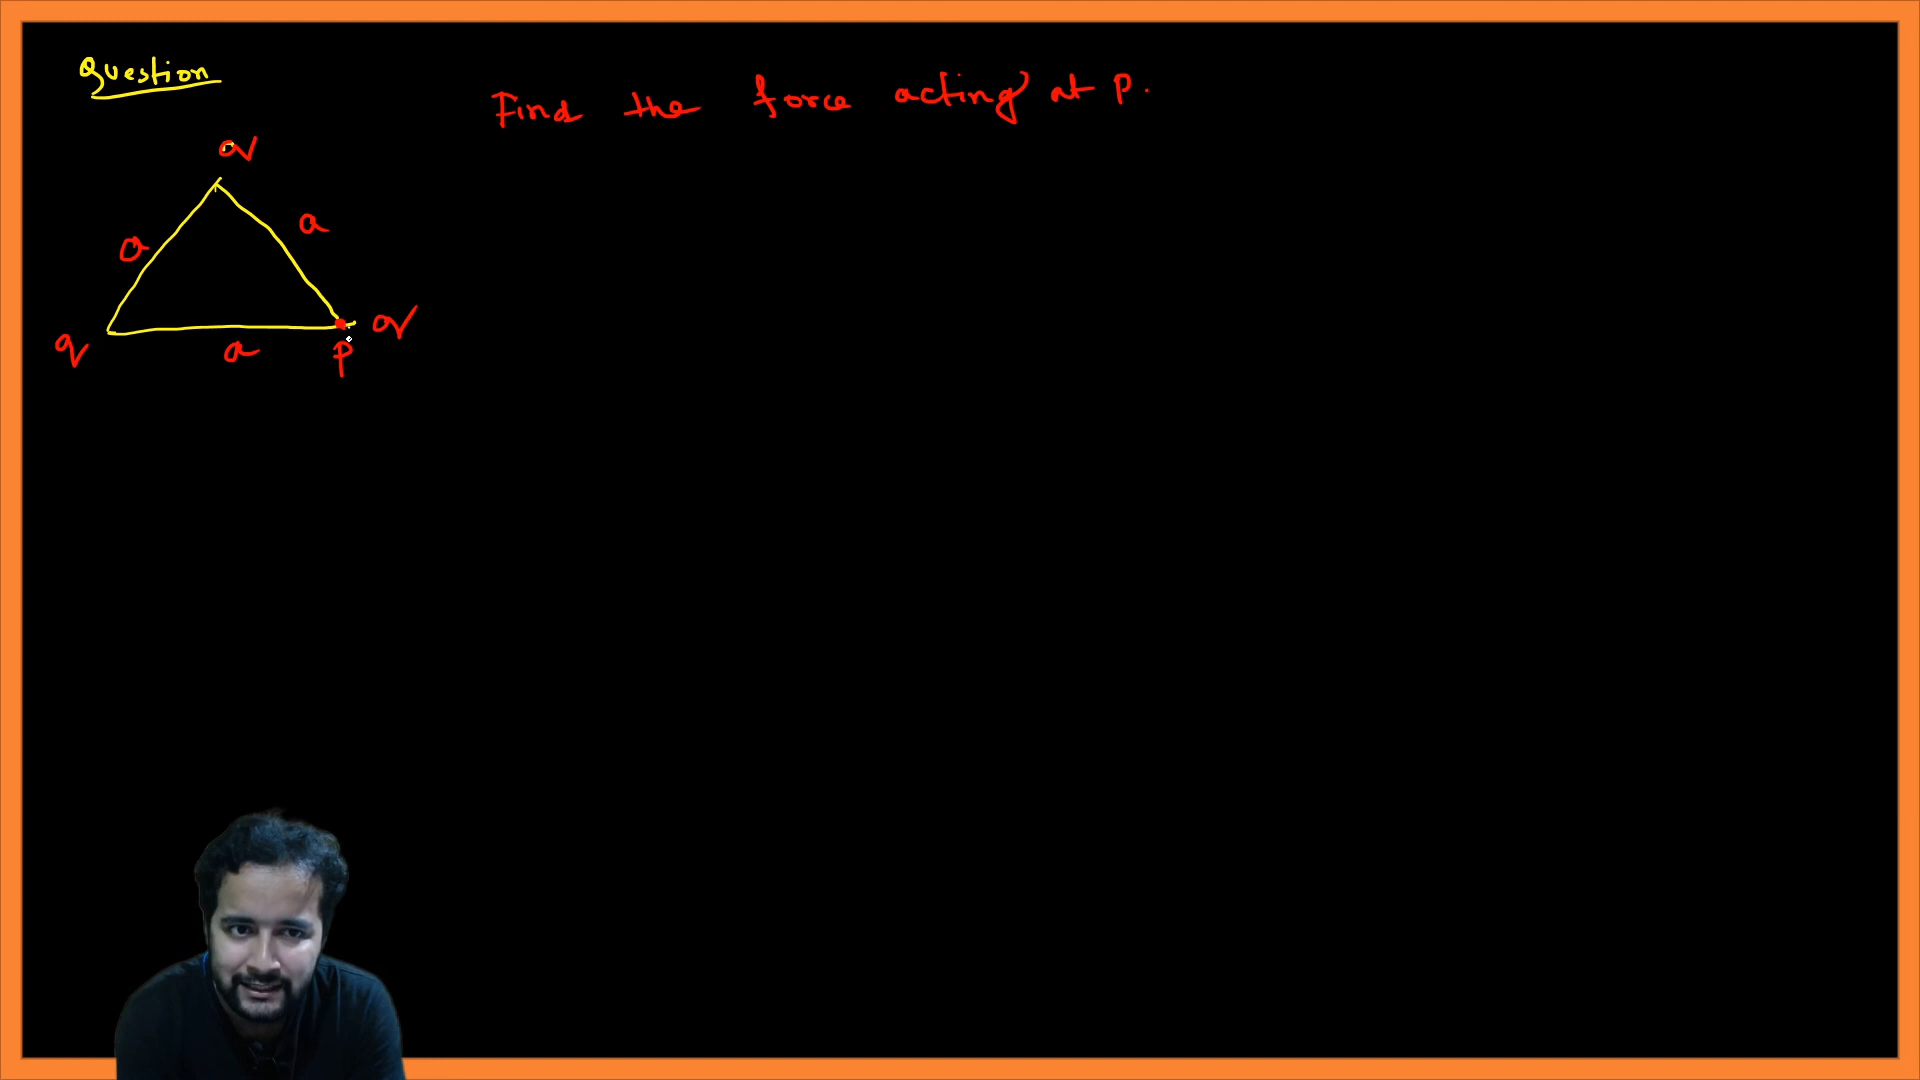 Question
Find the force acting at P.
q
a
a
q
q
a
P